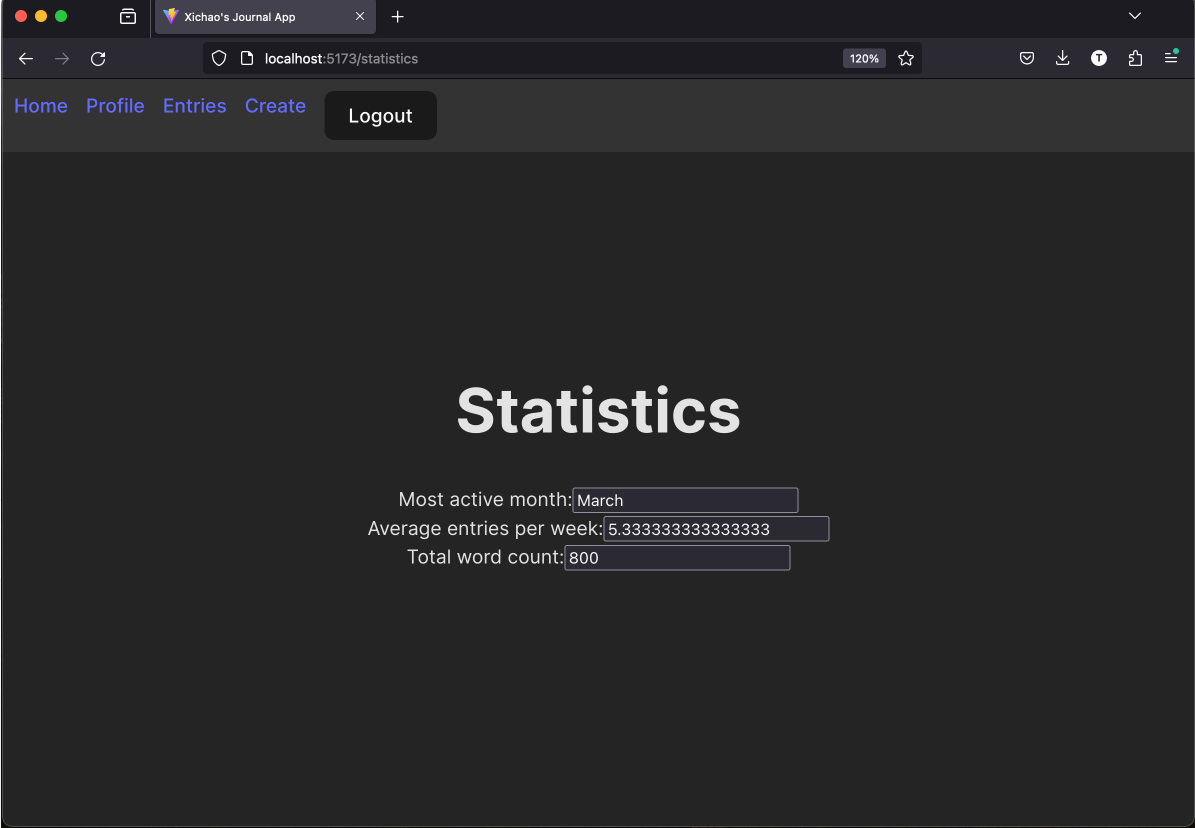 Xichao's Journal App
localhost:5173/statistics 120% T
Home Profile Entries Create Logout
Statistics
Most active month: March
Average entries per week: 5.333333333333333
Total word count: 800